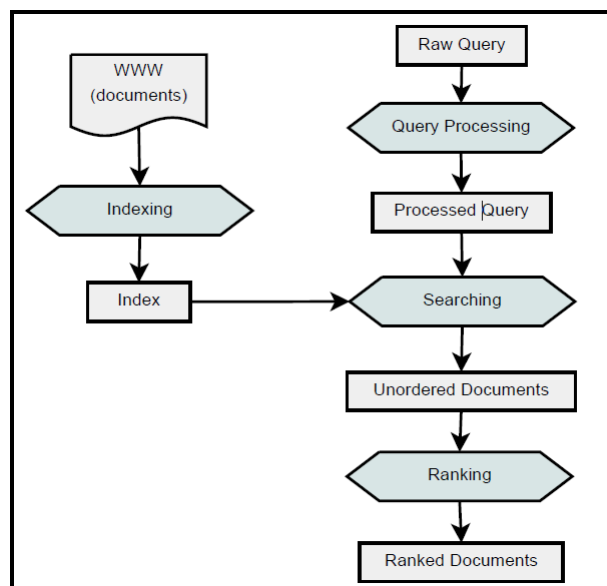 WWW
(documents)
Indexing
Index
Raw Query
Query Processing
Processed Query
Searching
Unordered Documents
Ranking
Ranked Documents